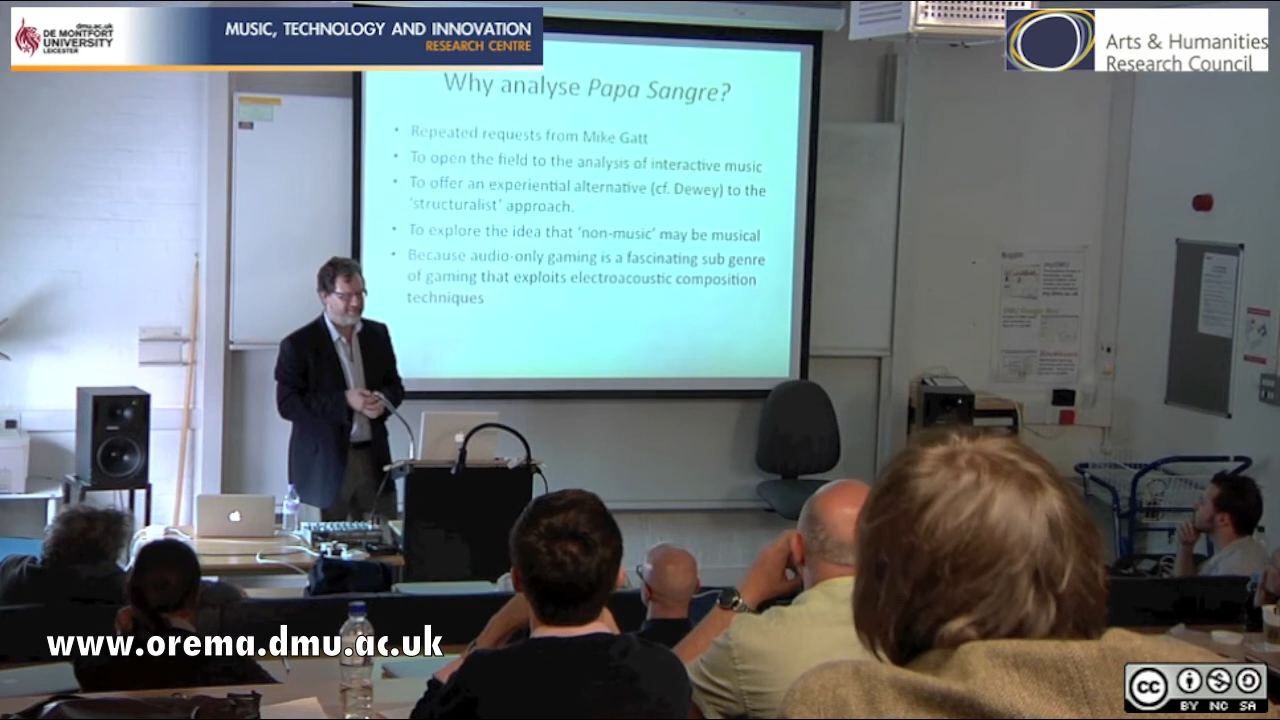 dmu.ac.uk
DE MONTFORT
UNIVERSITY
LEICESTER
MUSIC, TECHNOLOGY AND INNOVATION
RESEARCH CENTRE
Arts & Humanities
Research Council
Why analyse Papa Sangre?
• Repeated requests from Mike Gatt
• To open the field to the analysis of interactive music
• To offer an experiential alternative (cf. Dewey) to the
'structuralist' approach.
• To explore the idea that 'non-music' may be musical
• Because audio-only gaming is a fascinating sub genre
of gaming that exploits electroacoustic composition
techniques
www.orema.dmu.ac.uk
cc
BY NC SA